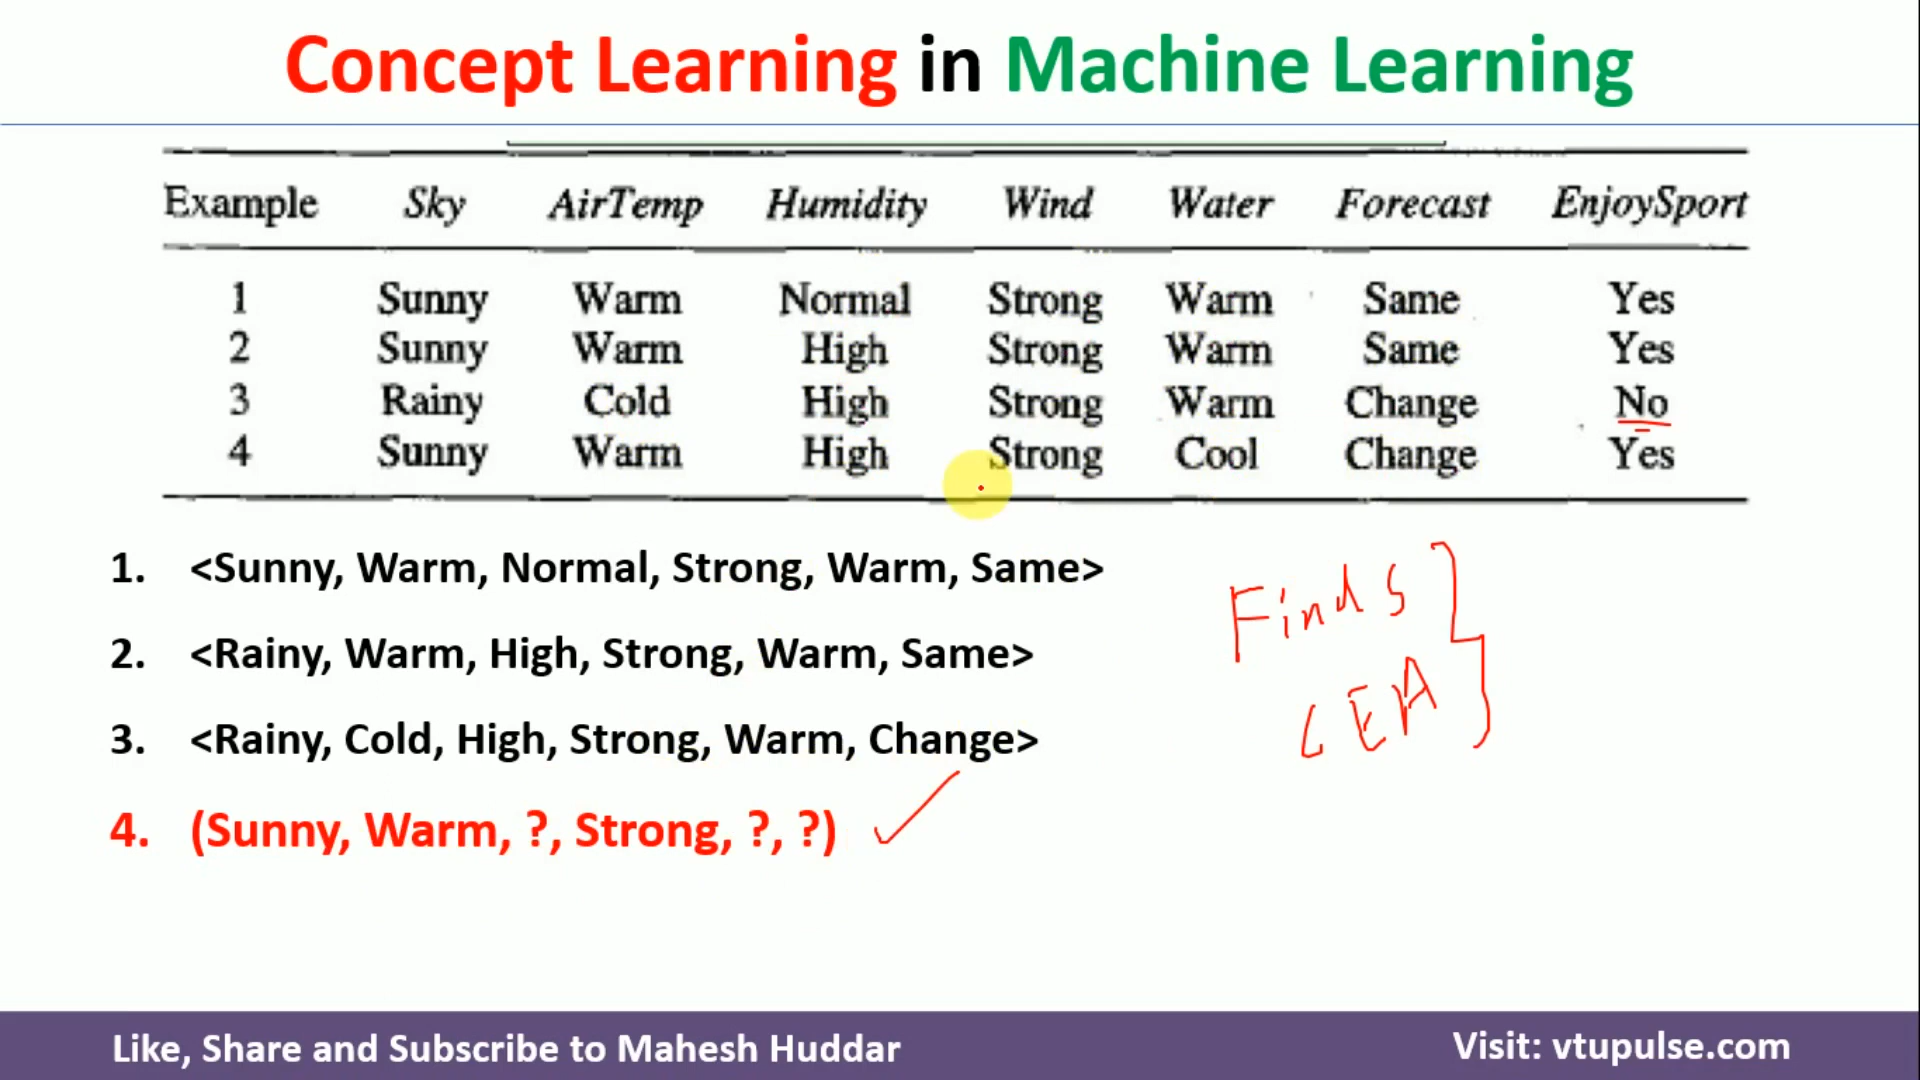 Concept Learning in Machine Learning
Example Sky AirTemp Humidity Wind Water Forecast EnjoySport
1 Sunny Warm Normal Strong Warm Same Yes
2 Sunny Warm High Strong Warm Same Yes
3 Rainy Cold High Strong Warm Change No
4 Sunny Warm High Strong Cool Change Yes
1. <Sunny, Warm, Normal, Strong, Warm, Same>
2. <Rainy, Warm, High, Strong, Warm, Same>
3. <Rainy, Cold, High, Strong, Warm, Change>
4. (Sunny, Warm, ?, Strong, ?, ?)
Find S
CEA
Like, Share and Subscribe to Mahesh Huddar
Visit: vtupulse.com